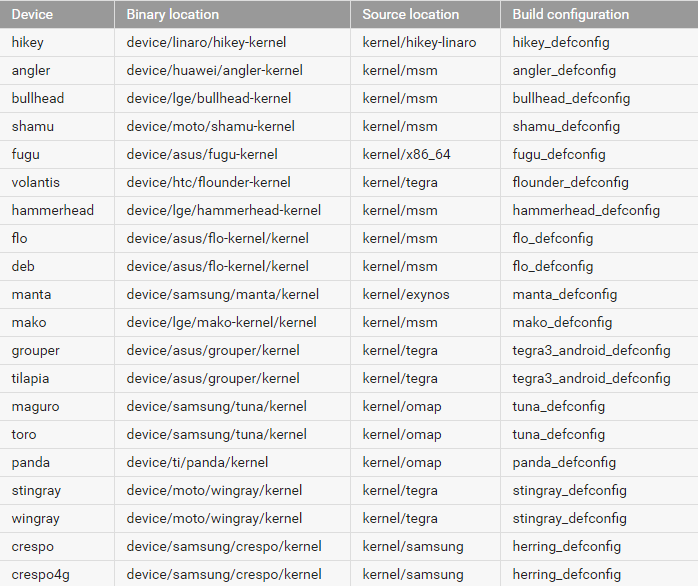 Device Binary location Source location Build configuration
hikey device/linaro/hikey-kernel kernel/hikey-linaro hikey_defconfig
angler device/huawei/angler-kernel kernel/msm angler_defconfig
bullhead device/lge/bullhead-kernel kernel/msm bullhead_defconfig
shamu device/moto/shamu-kernel kernel/msm shamu_defconfig
fugu device/asus/fugu-kernel kernel/x86_64 fugu_defconfig
volantis device/htc/flounder-kernel kernel/tegra flounder_defconfig
hammerhead device/lge/hammerhead-kernel kernel/msm hammerhead_defconfig
flo device/asus/flo-kernel/kernel kernel/msm flo_defconfig
deb device/asus/flo-kernel/kernel kernel/msm flo_defconfig
manta device/samsung/manta/kernel kernel/exynos manta_defconfig
mako device/lge/mako-kernel/kernel kernel/msm mako_defconfig
grouper device/asus/grouper/kernel kernel/tegra tegra3_android_defconfig
tilapia device/asus/grouper/kernel kernel/tegra tegra3_android_defconfig
maguro device/samsung/tuna/kernel kernel/omap tuna_defconfig
toro device/samsung/tuna/kernel kernel/omap tuna_defconfig
panda device/ti/panda/kernel kernel/omap panda_defconfig
stingray device/moto/wingray/kernel kernel/tegra stingray_defconfig
wingray device/moto/wingray/kernel kernel/tegra stingray_defconfig
crespo device/samsung/crespo/kernel kernel/samsung herring_defconfig
crespo4g device/samsung/crespo/kernel kernel/samsung herring_defconfig